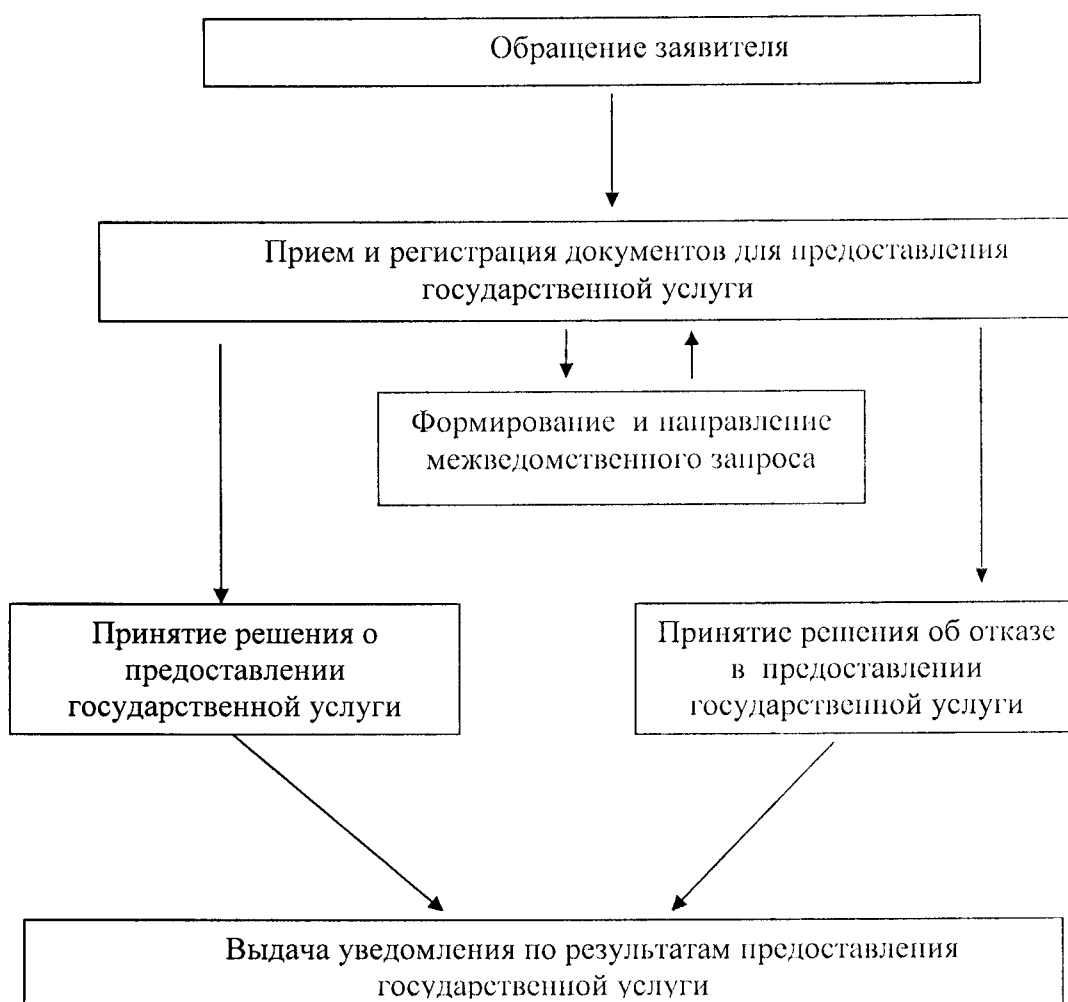 Обращение заявителя
Прием и регистрация документов для предоставления
государственной услуги
Формирование и направление
межведомственного запроса
Принятие решения о
предоставлении
государственной услуги
Принятие решения об отказе
в предоставлении
государственной услуги
Выдача уведомления по результатам предоставления
государственной услуги